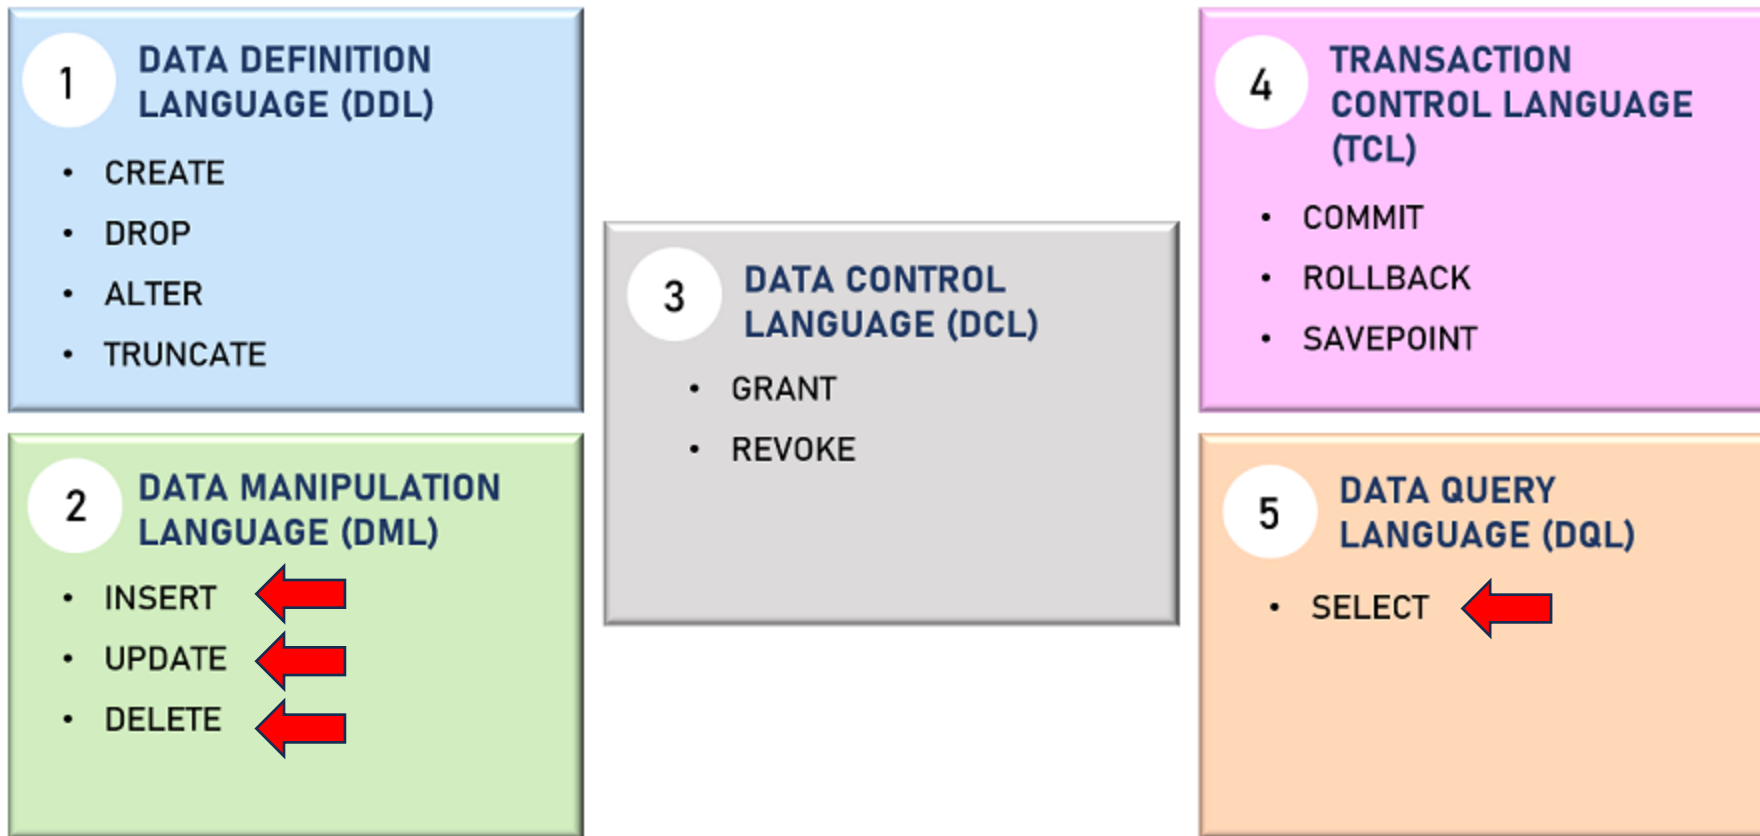 1
DATA DEFINITION
LANGUAGE (DDL)
• CREATE
• DROP
• ALTER
• TRUNCATE
2
DATA MANIPULATION
LANGUAGE (DML)
• INSERT
• UPDATE
• DELETE
3
DATA CONTROL
LANGUAGE (DCL)
• GRANT
• REVOKE
4
TRANSACTION
CONTROL LANGUAGE
(TCL)
• COMMIT
• ROLLBACK
• SAVEPOINT
5
DATA QUERY
LANGUAGE (DQL)
• SELECT